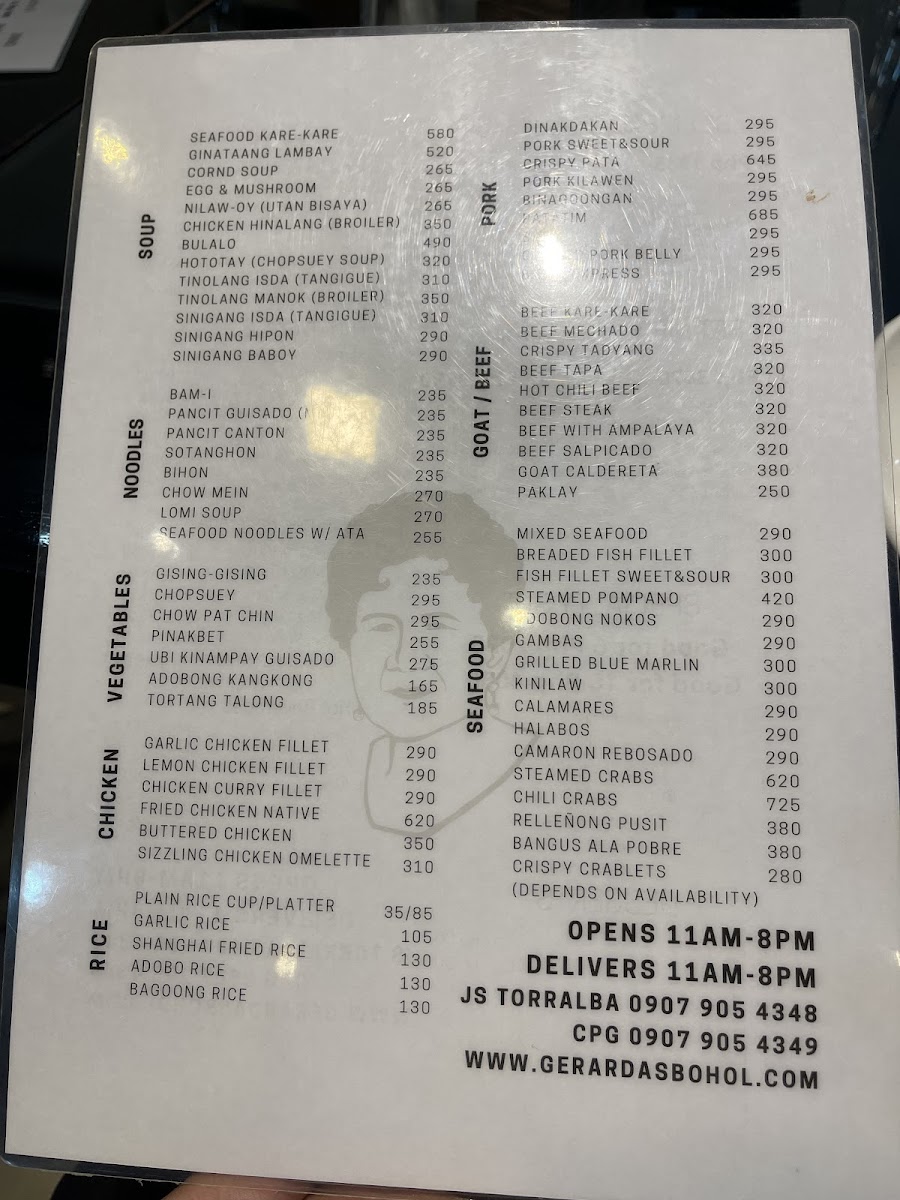 SOUP
SEAFOOD KARE-KARE 580
GINATAANG LAMBAY 520
CORND SOUP 265
EGG & MUSHROOM 265
NILAW-OY (UTAN BISAYA) 265
CHICKEN HINALANG (BROILER) 350
BULALO 490
HOTOTAY (CHOPSUEY SOUP) 320
TINOLANG ISDA (TANGIGUE) 310
TINOLANG MANOK (BROILER) 350
SINIGANG ISDA (TANGIGUE) 310
SINIGANG HIPON 290
SINIGANG BABOY 290
NOODLES
BAM-I 235
PANCIT GUISADO 235
PANCIT CANTON 235
SOTANGHON 235
BIHON 235
CHOW MEIN 270
LOMI SOUP 270
SEAFOOD NOODLES W/ ATA 255
VEGETABLES
GISING-GISING 235
CHOPSUEY 295
CHOW PAT CHIN 295
PINAKBET 255
UBI KINAMPAY GUISADO 275
ADOBONG KANGKONG 165
TORTANG TALONG 185
CHICKEN
GARLIC CHICKEN FILLET 290
LEMON CHICKEN FILLET 290
CHICKEN CURRY FILLET 290
FRIED CHICKEN NATIVE 620
BUTTERED CHICKEN 350
SIZZLING CHICKEN OMELETTE 310
RICE
PLAIN RICE CUP/PLATTER 35/85
GARLIC RICE 105
SHANGHAI FRIED RICE 130
ADOBO RICE 130
BAGOONG RICE 130
PORK
DINAKDAKAN 295
PORK SWEET&SOUR 295
CRISPY PATA 645
PORK KILAWEN 295
BINAGOONGAN 295
685
295
PORK BELLY 295
295
GOAT / BEEF
BEEF KARE-KARE 320
BEEF MECHADO 320
CRISPY TADYANG 335
BEEF TAPA 320
HOT CHILI BEEF 320
BEEF STEAK 320
BEEF WITH AMPALAYA 320
BEEF SALPICADO 320
GOAT CALDERETA 380
PAKLAY 250
SEAFOOD
MIXED SEAFOOD 290
BREADED FISH FILLET 300
FISH FILLET SWEET&SOUR 300
STEAMED POMPANO 420
ADOBONG NOKOS 290
GAMBAS 290
GRILLED BLUE MARLIN 300
KINILAW 300
CALAMARES 290
HALABOS 290
CAMARON REBOSADO 290
STEAMED CRABS 620
CHILI CRABS 725
RELLEÑONG PUSIT 380
BANGUS ALA POBRE 380
CRISPY CRABLETS 280
(DEPENDS ON AVAILABILITY)
OPENS 11AM-8PM
DELIVERS 11AM-8PM
JS TORRALBA 0907 905 4348
CPG 0907 905 4349
WWW.GERARDASBOHOL.COM